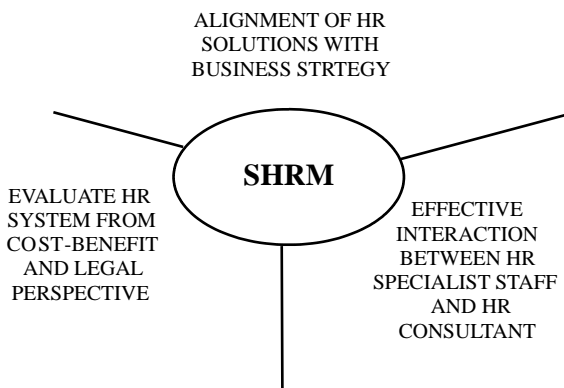 ALIGNMENT OF HR
SOLUTIONS WITH
BUSINESS STRTEGY
SHRM
EVALUATE HR
SYSTEM FROM
COST-BENEFIT
AND LEGAL
PERSPECTIVE
EFFECTIVE
INTERACTION
BETWEEN HR
SPECIALIST STAFF
AND HR
CONSULTANT